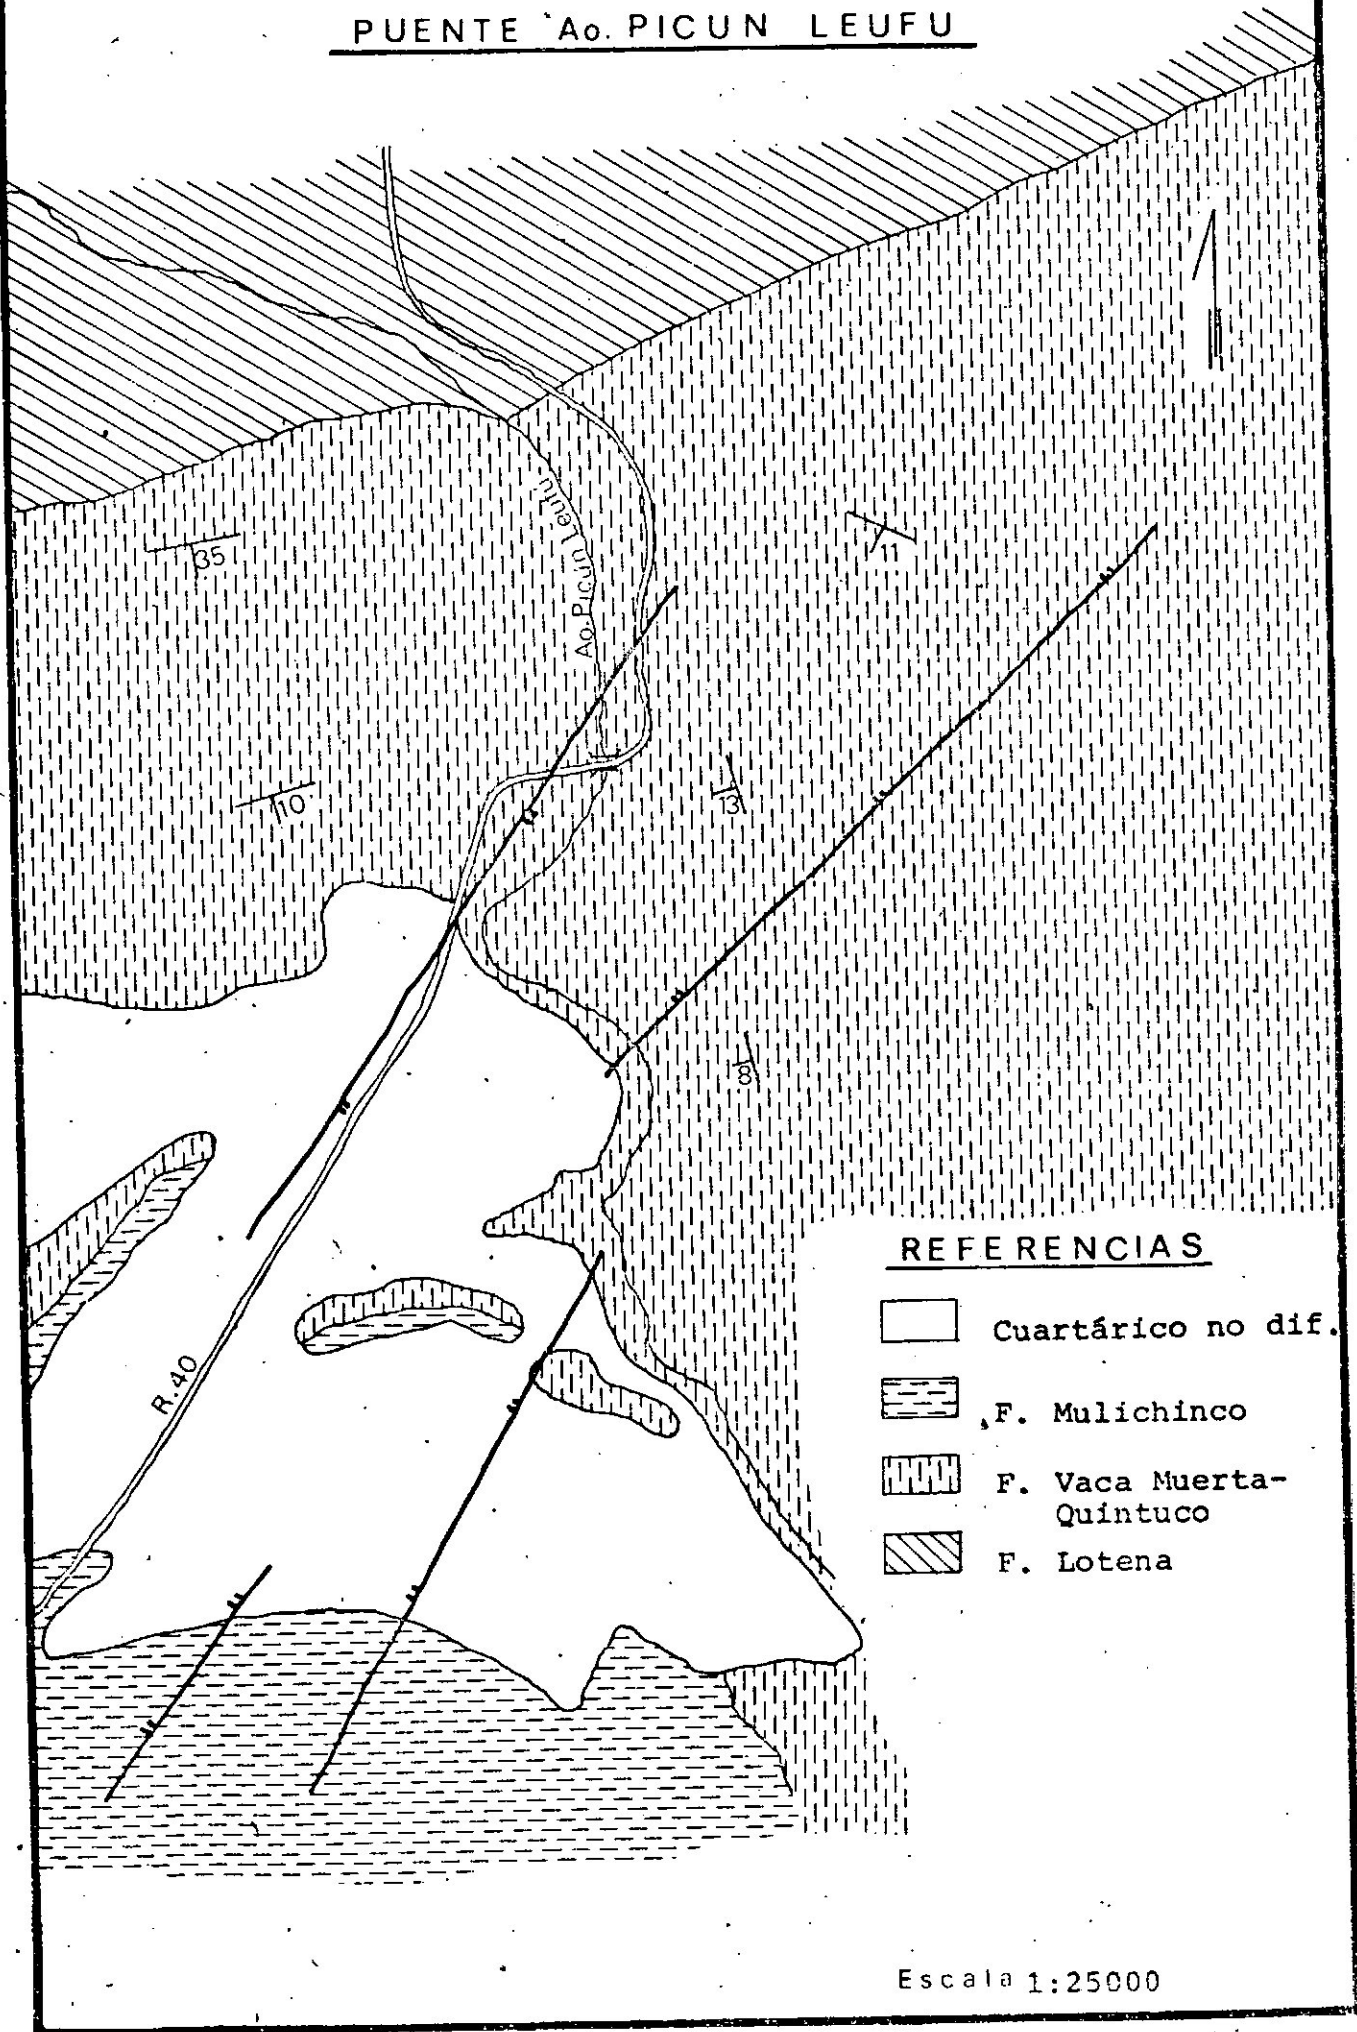 PUENTE Ao. PICUN LEUFU
35
Ao. Picun Leufu
11
10
13
8
R.40
REFERENCIAS
Cuartárico no dif.
F. Mulichinco
F. Vaca Muerta-
Quintuco
F. Lotena
Escala 1:25000